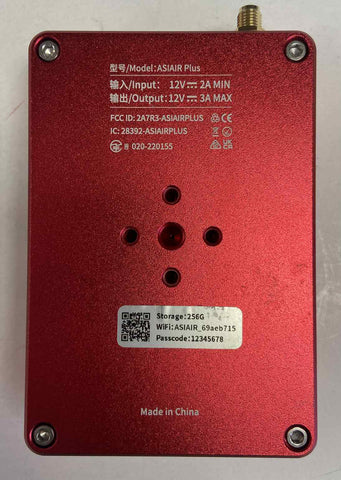 型号/Model: ASIAIR Plus
输入/Input: 12V⎓ 2A MIN
输出/Output: 12V⎓ 3A MAX
FCC ID: 2A7R3-ASIAIRPLUS
IC: 28392-ASIAIRPLUS
R 020-220155
Storage:256G
WiFi:ASIAIR_69aeb715
Passcode:12345678
Made in China